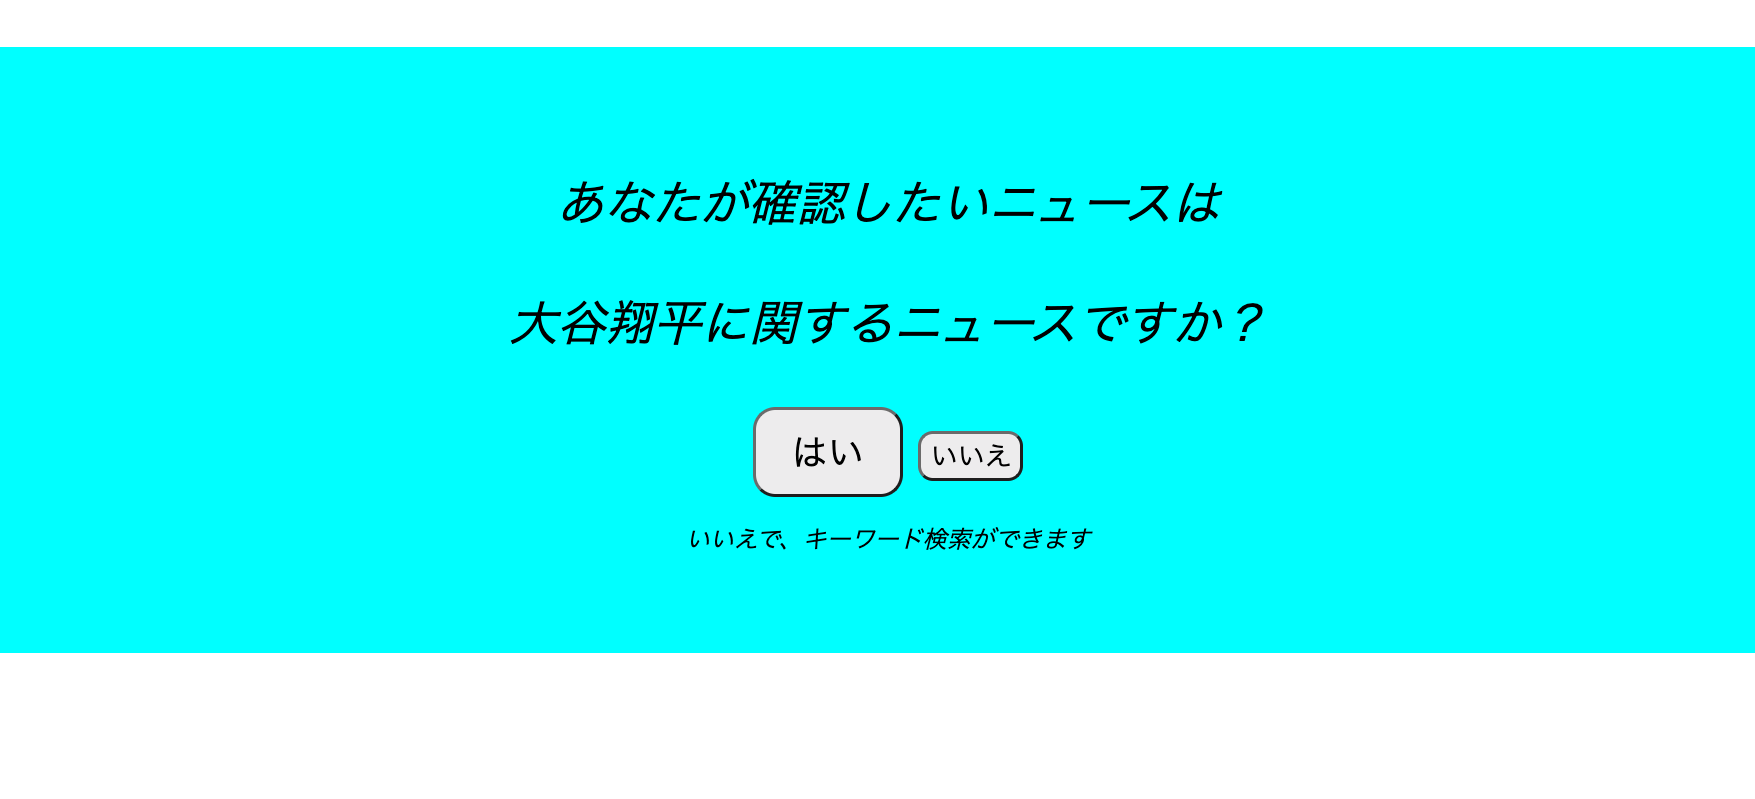 あなたが確認したいニュースは
大谷翔平に関するニュースですか？
はい
いいえ
いいえで、キーワード検索ができます